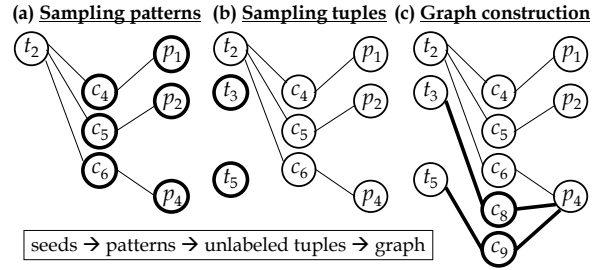 (a) Sampling patterns (b) Sampling tuples (c) Graph construction
t₂ p₁ t₂ p₁ t₂ p₁
c₄ t₃ c₄ t₃ c₄
p₂ p₂ p₂
c₅ c₅ c₅
c₆ c₆ c₆
t₅ t₅
p₄ p₄ c₈ p₄
c₉
seeds → patterns → unlabeled tuples → graph